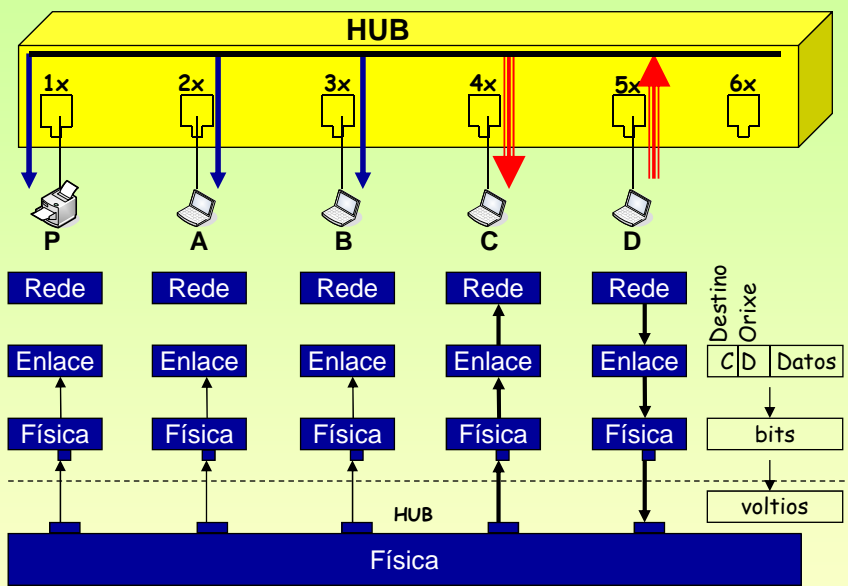 HUB
1x 2x 3x 4x 5x 6x
P A B C D
Rede Rede Rede Rede Rede
Destino
Orixe
Enlace Enlace Enlace Enlace Enlace C D Datos
Física Física Física Física Física bits
HUB voltios
Física